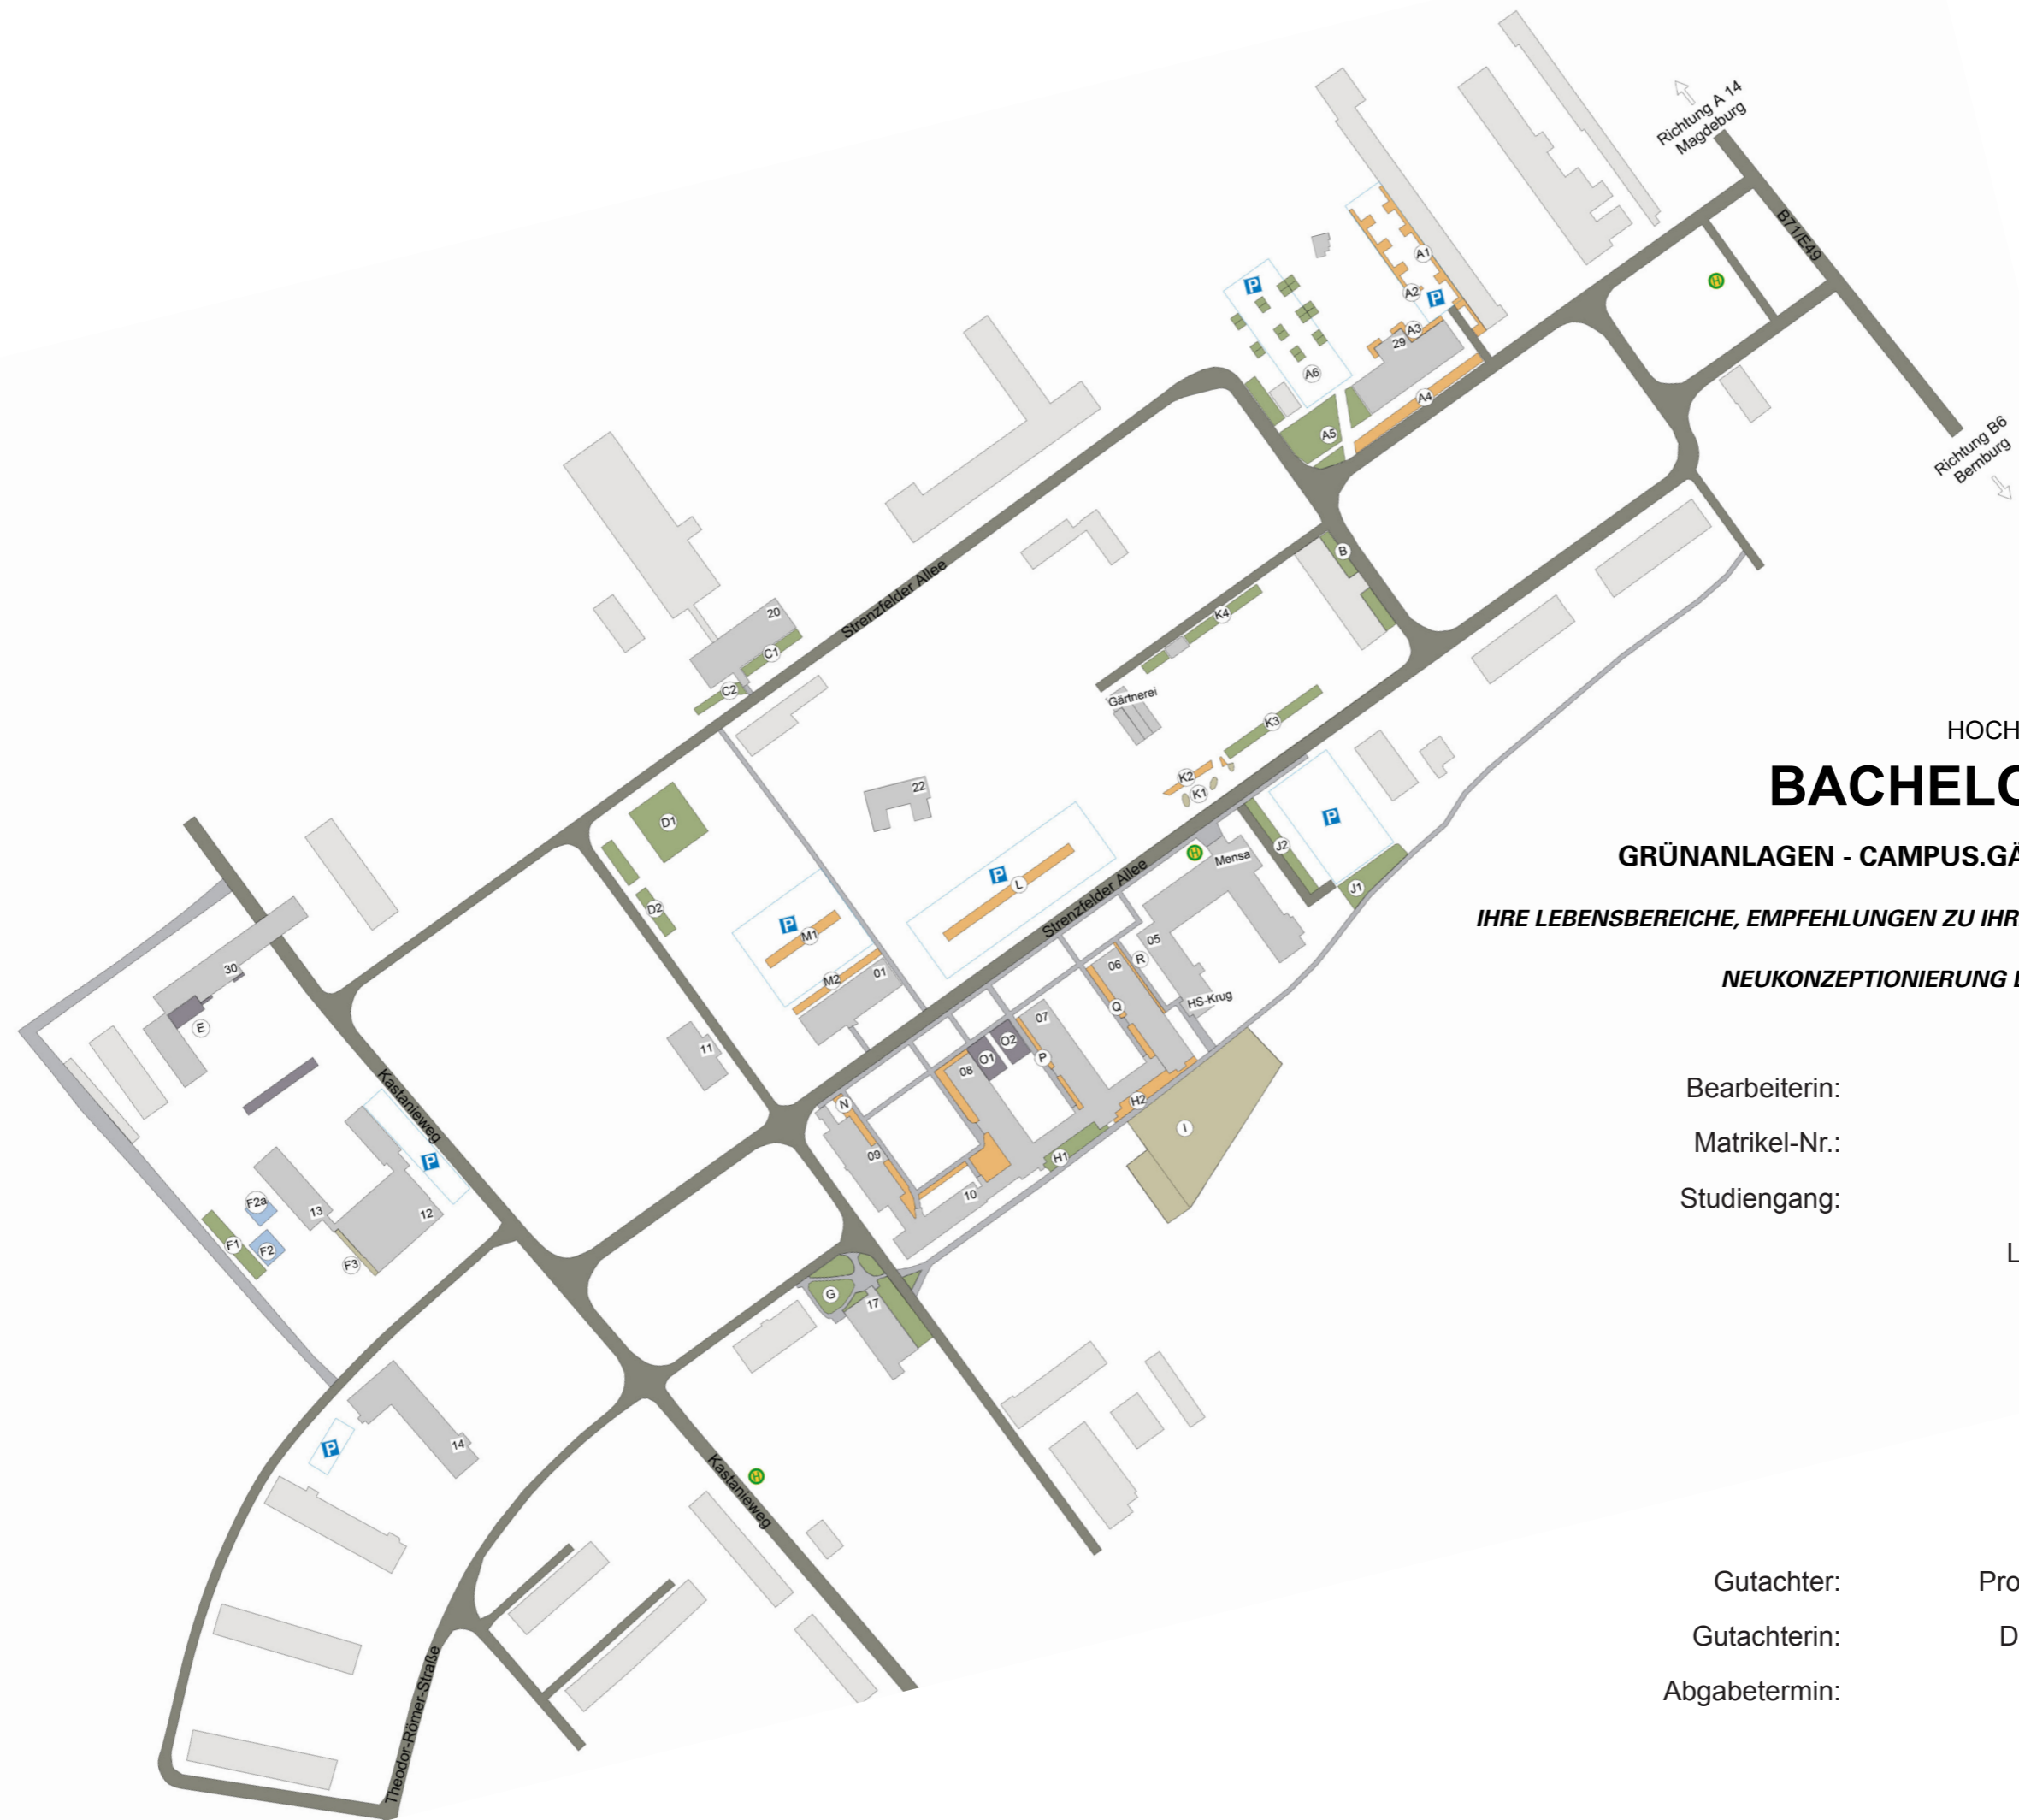 Richtung A 14
Magdeburg
B71/E49
H
Richtung B6
Bernburg
A1
A2
P
A3
29
P
A6
A4
A5
B
K4
Strenzfelder Allee
20
C1
C2
Gärtnerei
K3
K2
K1
22
D1
D2
P
M1
M2
01
P
L
Strenzfelder Allee
H
Mensa
P
J2
J1
05
R
06
Q
HS-Krug
07
O2
O1
P
08
H2
I
H1
N
09
10
11
30
E
Kastanieweg
P
F2a
13
12
F1
F2
F3
G
17
P
14
Kastanieweg
H
Theodor-Römer-Straße
HOCH
BACHELO
GRÜNANLAGEN - CAMPUS.GÄ
IHRE LEBENSBEREICHE, EMPFEHLUNGEN ZU IHR
NEUKONZEPTIONIERUNG
Bearbeiterin:
Matrikel-Nr.:
Studiengang:
L
Gutachter: Pro
Gutachterin: D
Abgabetermin: